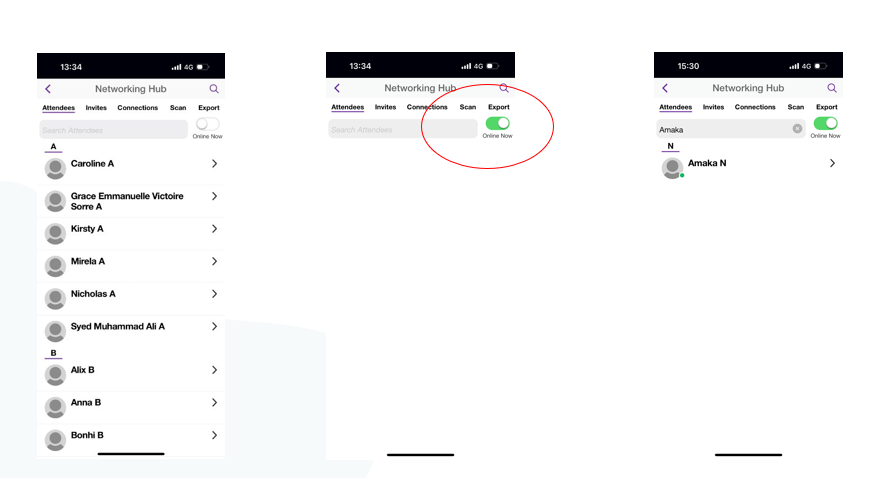 13:34
4G
Networking Hub
Attendees Invites Connections Scan Export
Search Attendees
Online Now
A
Caroline A
Grace Emmanuelle Victoire
Sorre A
Kirsty A
Mirela A
Nicholas A
Syed Muhammad Ali A
B
Alix B
Anna B
Bonhi B
13:34
4G
Networking Hub
Attendees Invites Connections Scan Export
Search Attendees
Online Now
15:30
4G
Networking Hub
Attendees Invites Connections Scan Export
Amaka
Online Now
N
Amaka N